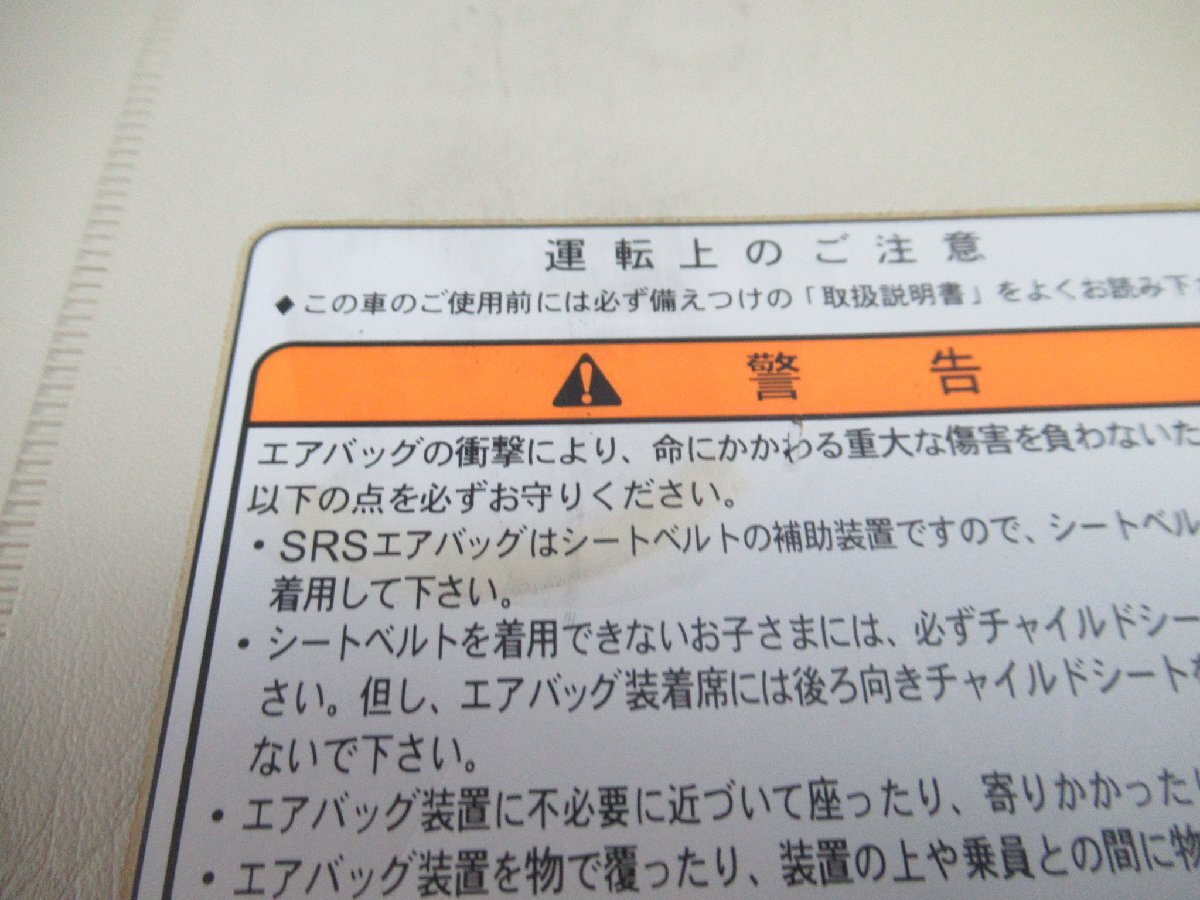 運転上のご注意
◆この車のご使用前には必ず備えつけの「取扱説明書」をよくお読み下
警告
エアバッグの衝撃により、命にかかわる重大な傷害を負わないた
以下の点を必ずお守りください。
・SRSエアバッグはシートベルトの補助装置ですので、シートベル
着用して下さい。
・シートベルトを着用できないお子さまには、必ずチャイルドシー
さい。但し、エアバッグ装着席には後ろ向きチャイルドシートを
ないで下さい。
・エアバッグ装置に不必要に近づいて座ったり、寄りかかった
・エアバッグ装置を物で覆ったり、装置の上や乗員との間に物